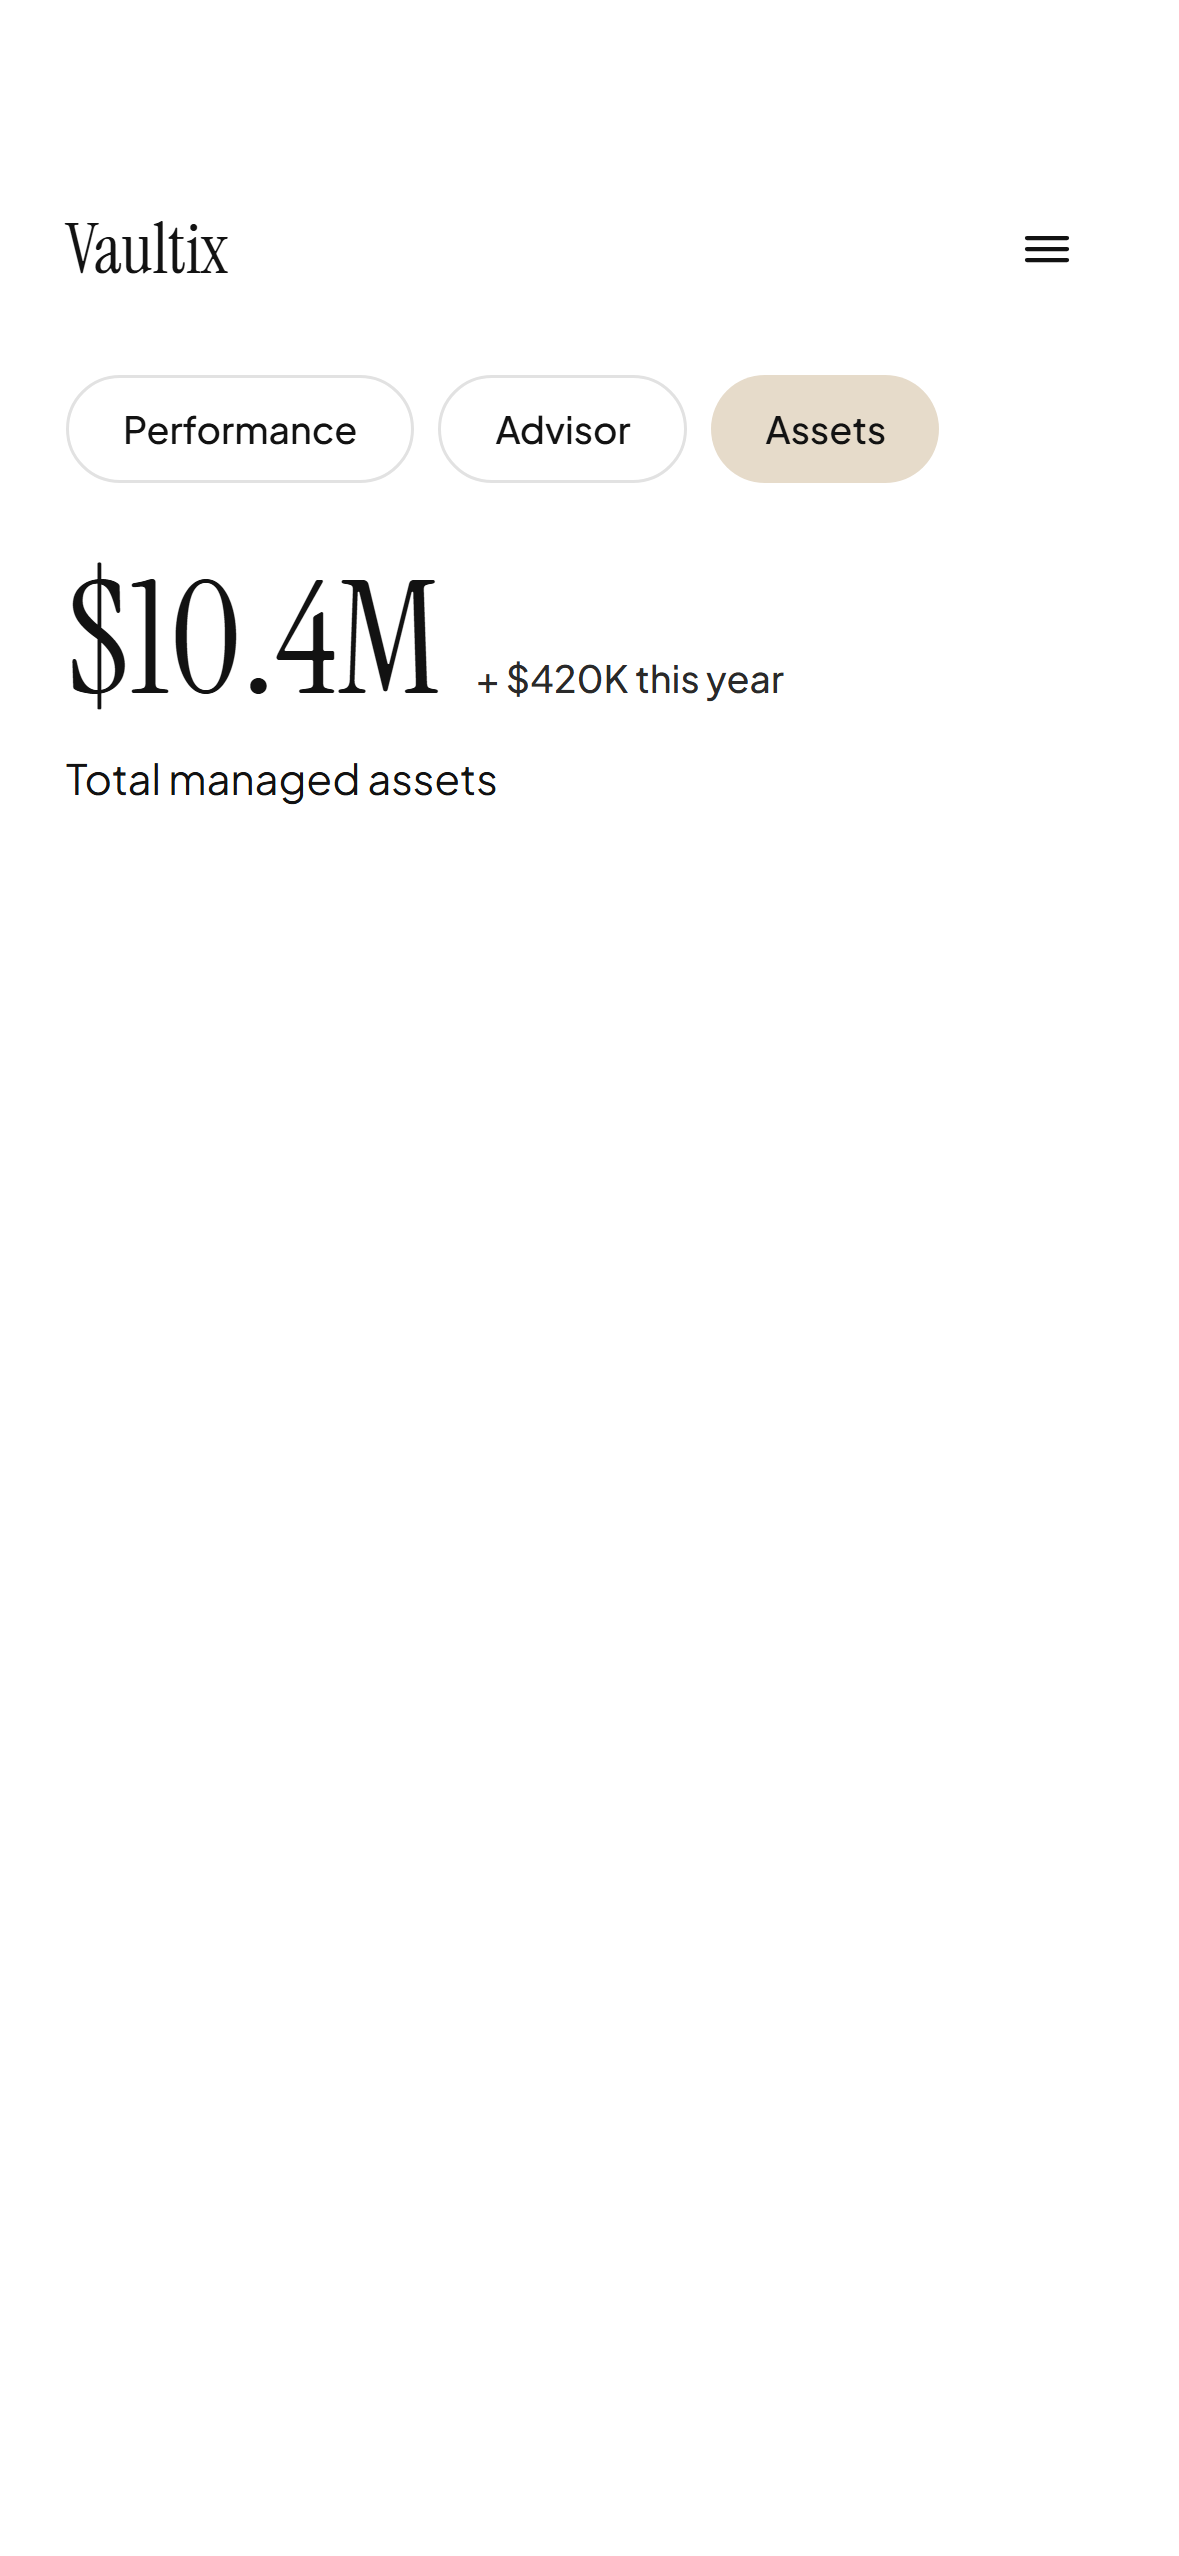 Vaultix
Performance Advisor Assets
$10.4M + $420K this year
Total managed assets